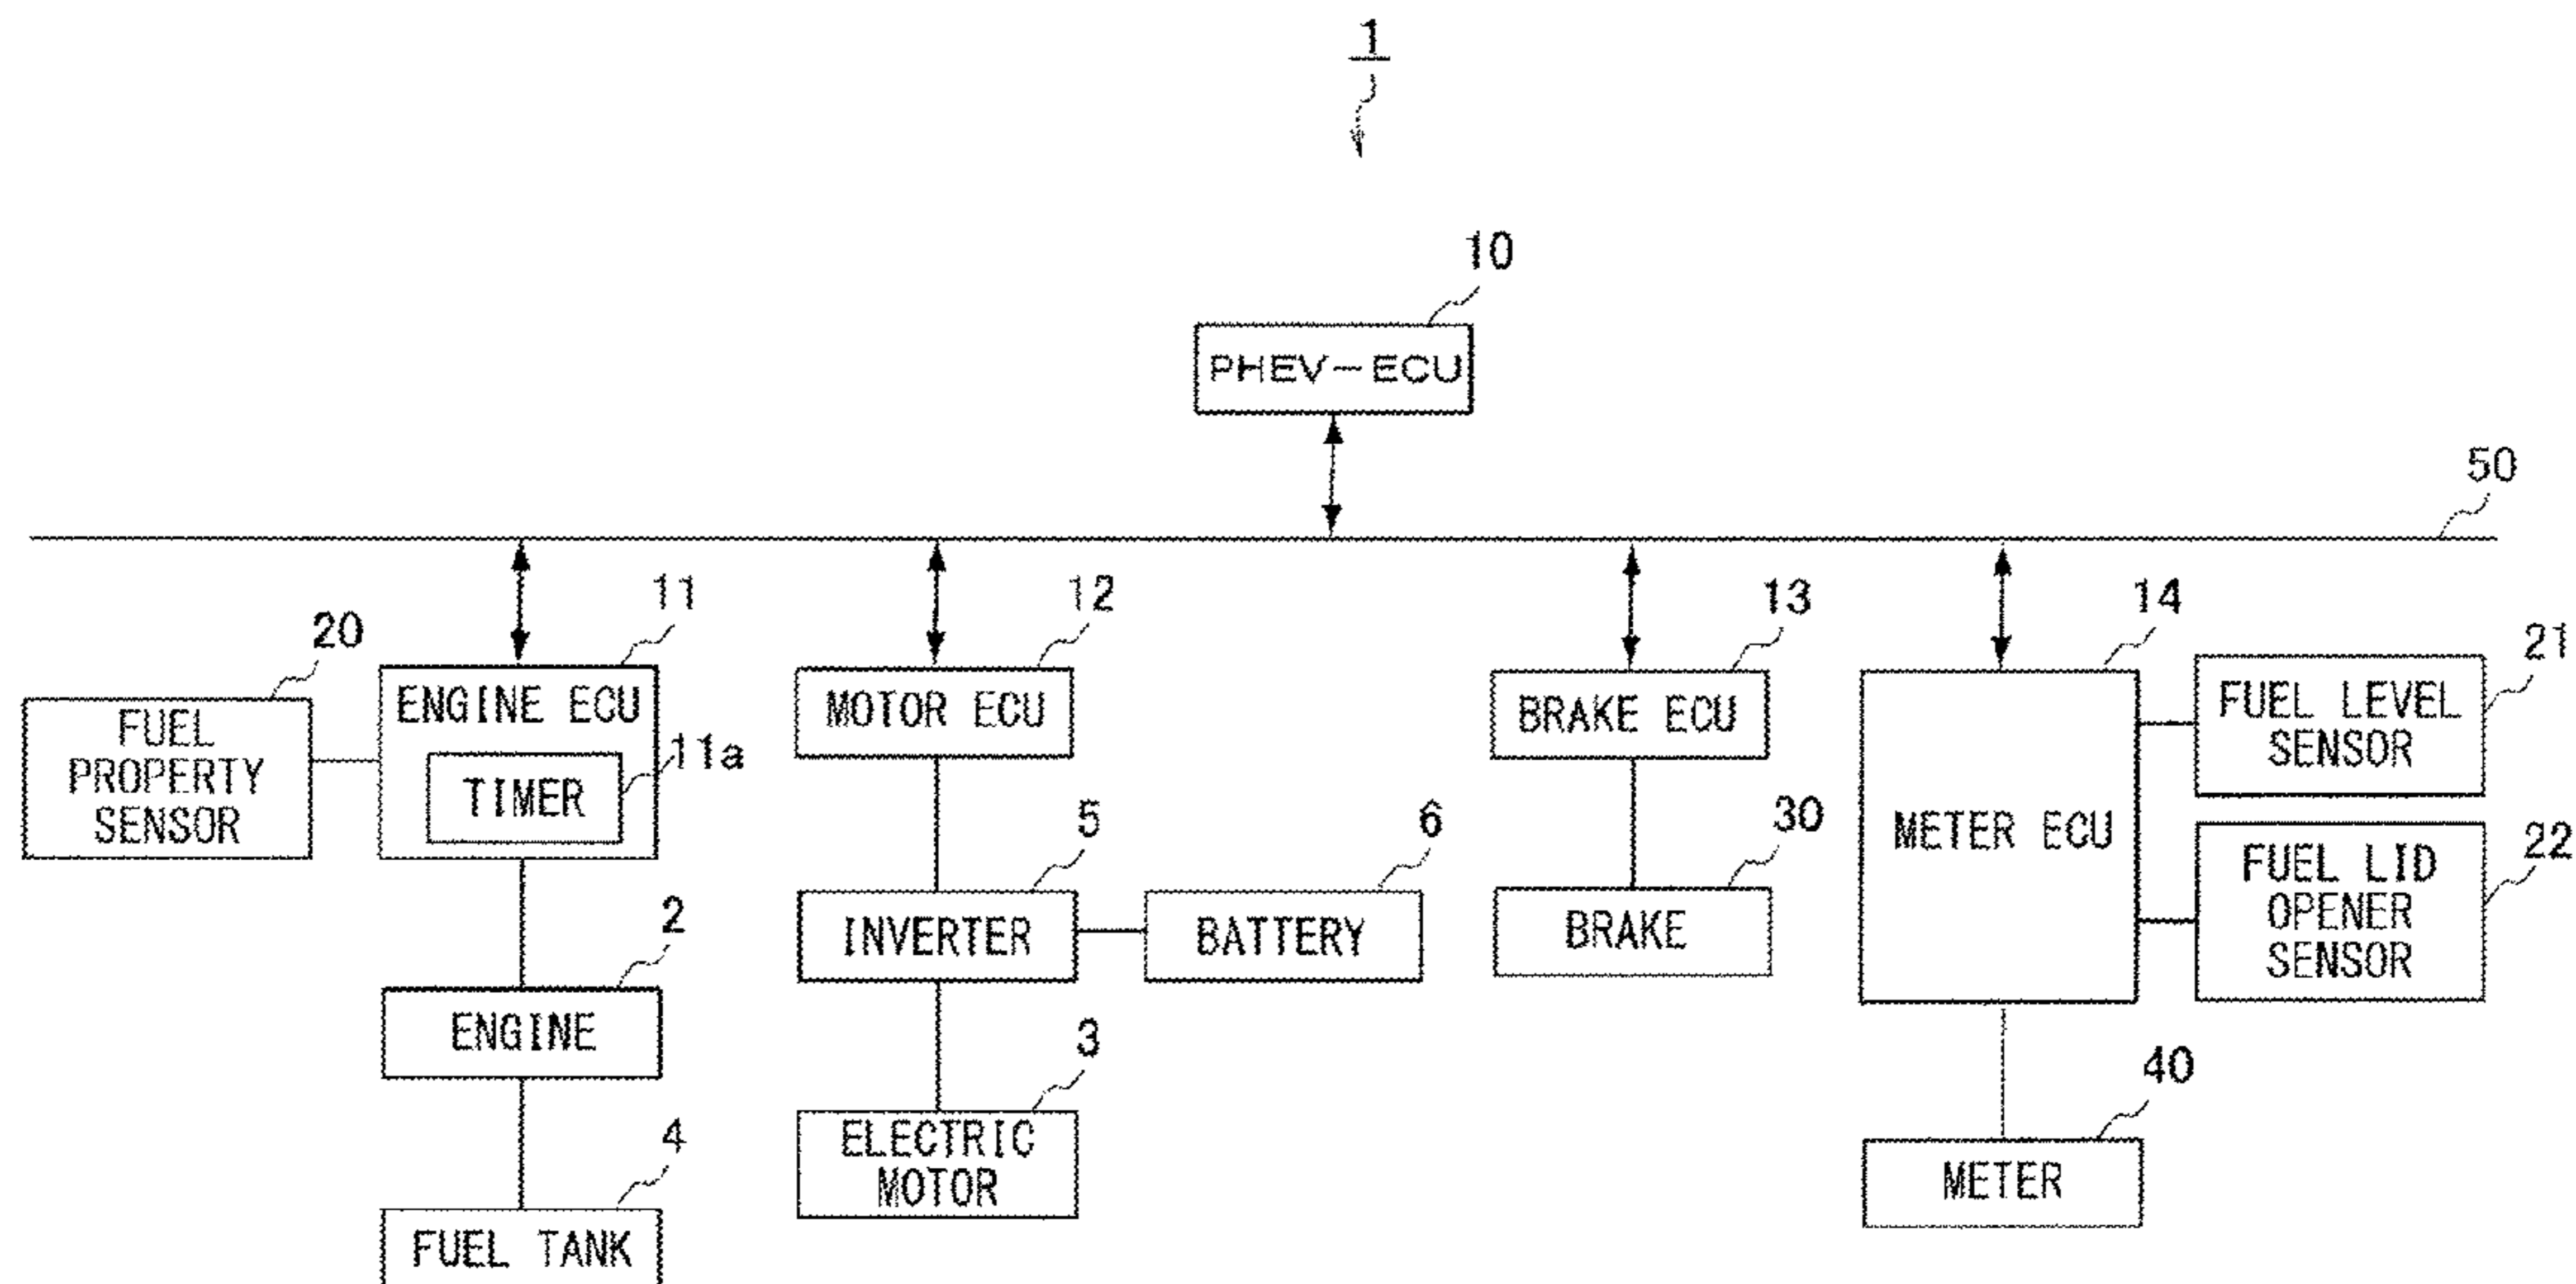 1
10
PHEV-ECU
50
11
12
13
14
20
21
ENGINE ECU
MOTOR ECU
BRAKE ECU
FUEL LEVEL
SENSOR
FUEL
PROPERTY
SENSOR
11a
TIMER
METER ECU
5
6
30
22
FUEL LID
OPENER
SENSOR
2
INVERTER
BATTERY
BRAKE
ENGINE
3
40
4
ELECTRIC
MOTOR
METER
FUEL TANK